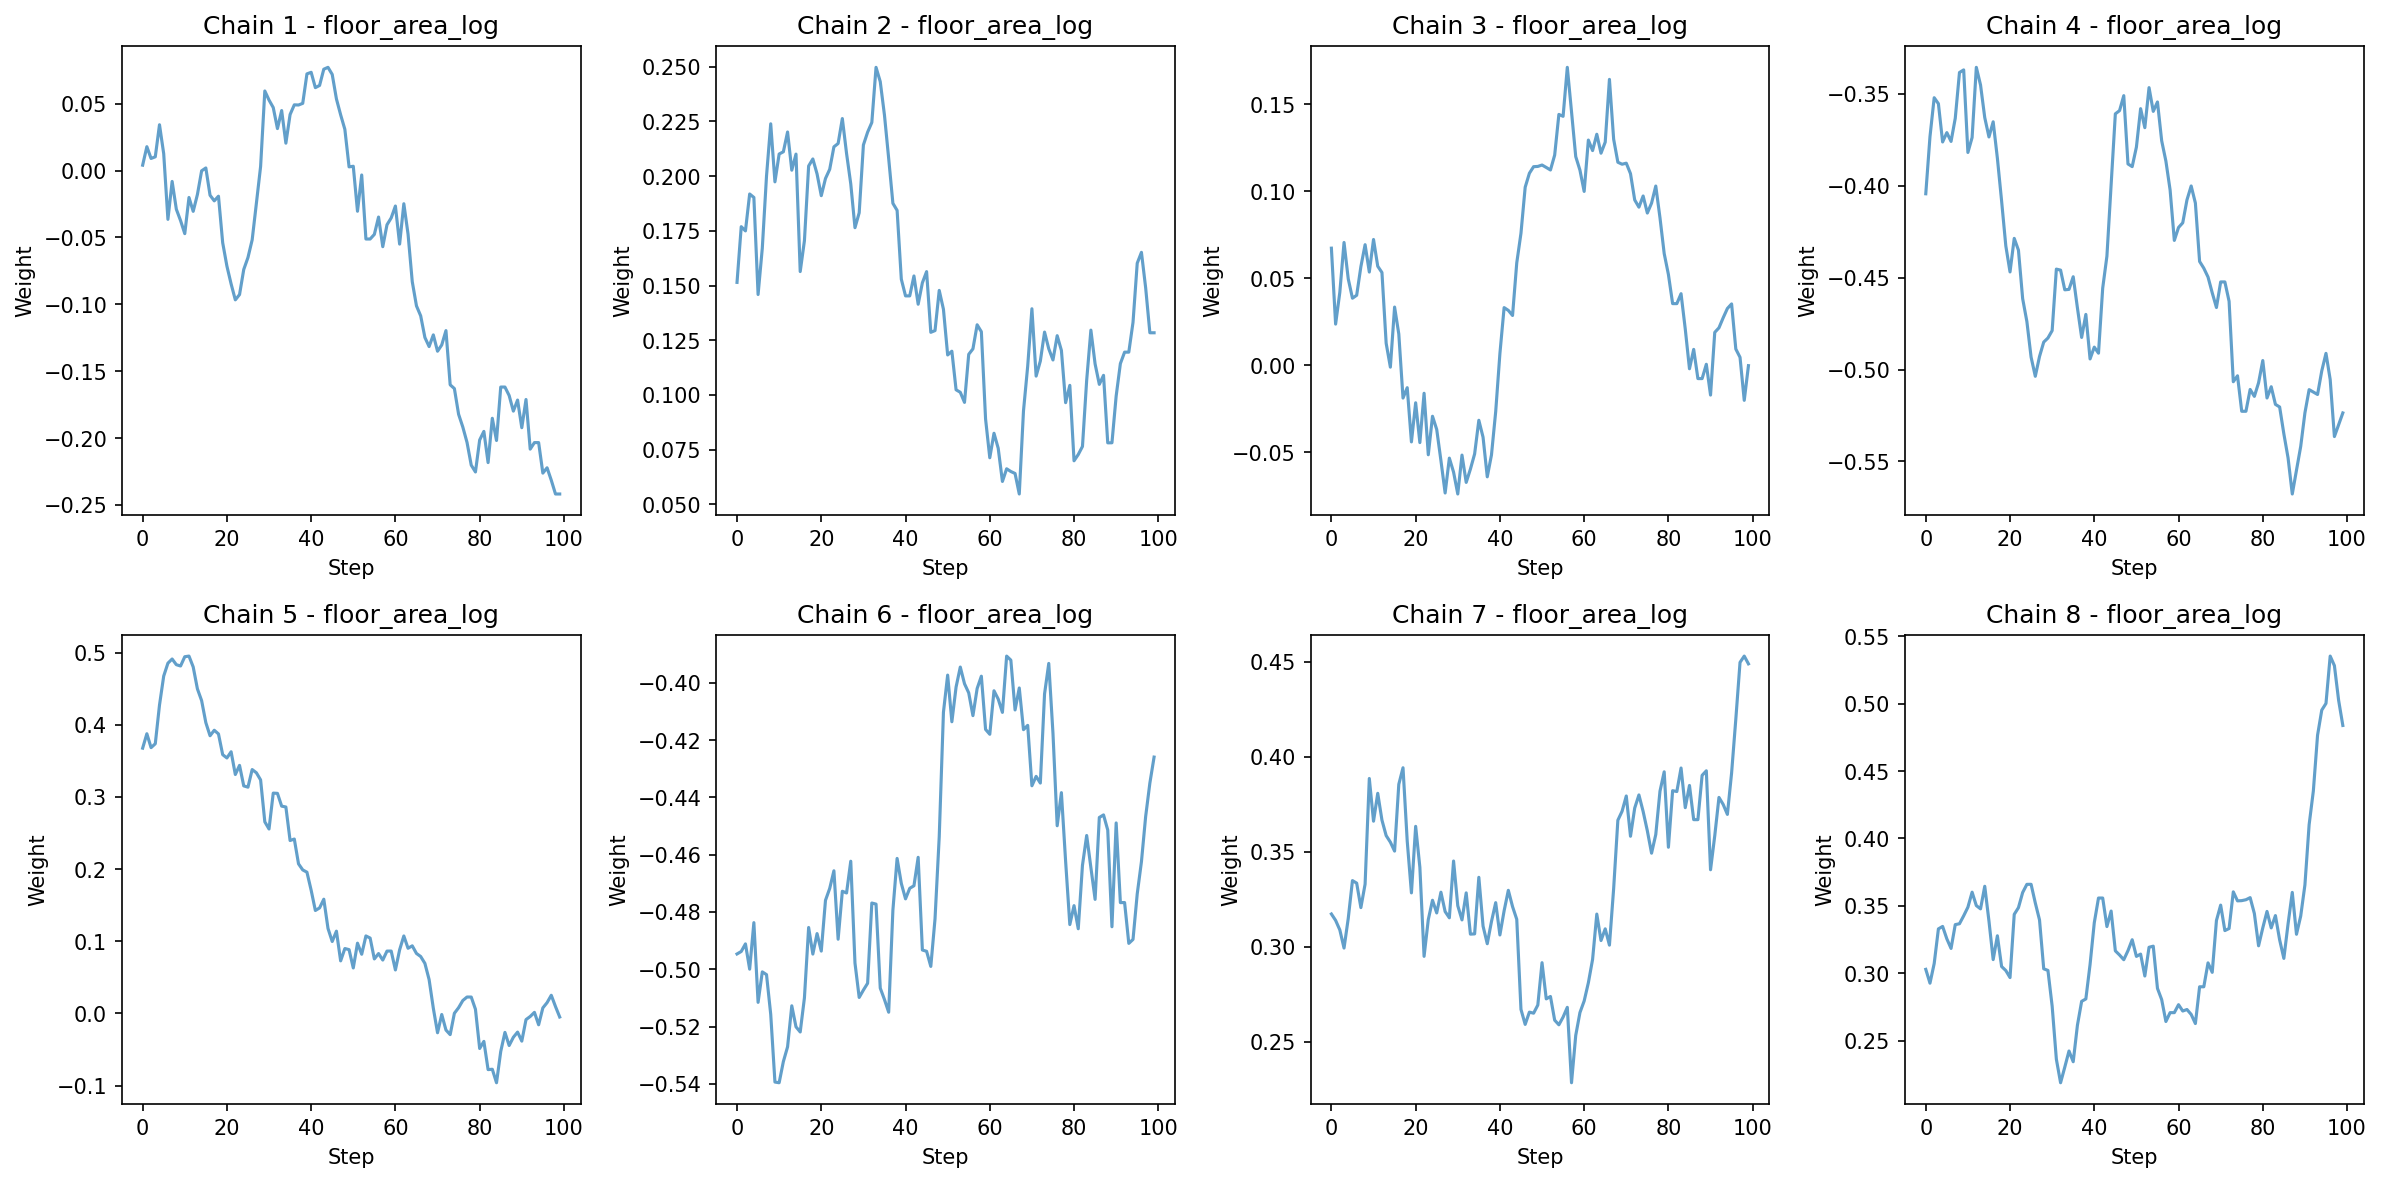 Chain 1 - floor_area_log
Weight
0.05
0.00
−0.05
−0.10
−0.15
−0.20
−0.25
0 20 40 60 80 100
Step
Chain 2 - floor_area_log
Weight
0.250
0.225
0.200
0.175
0.150
0.125
0.100
0.075
0.050
0 20 40 60 80 100
Step
Chain 3 - floor_area_log
Weight
0.15
0.10
0.05
0.00
−0.05
0 20 40 60 80 100
Step
Chain 4 - floor_area_log
Weight
−0.35
−0.40
−0.45
−0.50
−0.55
0 20 40 60 80 100
Step
Chain 5 - floor_area_log
Weight
0.5
0.4
0.3
0.2
0.1
0.0
−0.1
0 20 40 60 80 100
Step
Chain 6 - floor_area_log
Weight
−0.40
−0.42
−0.44
−0.46
−0.48
−0.50
−0.52
−0.54
0 20 40 60 80 100
Step
Chain 7 - floor_area_log
Weight
0.45
0.40
0.35
0.30
0.25
0 20 40 60 80 100
Step
Chain 8 - floor_area_log
Weight
0.55
0.50
0.45
0.40
0.35
0.30
0.25
0 20 40 60 80 100
Step